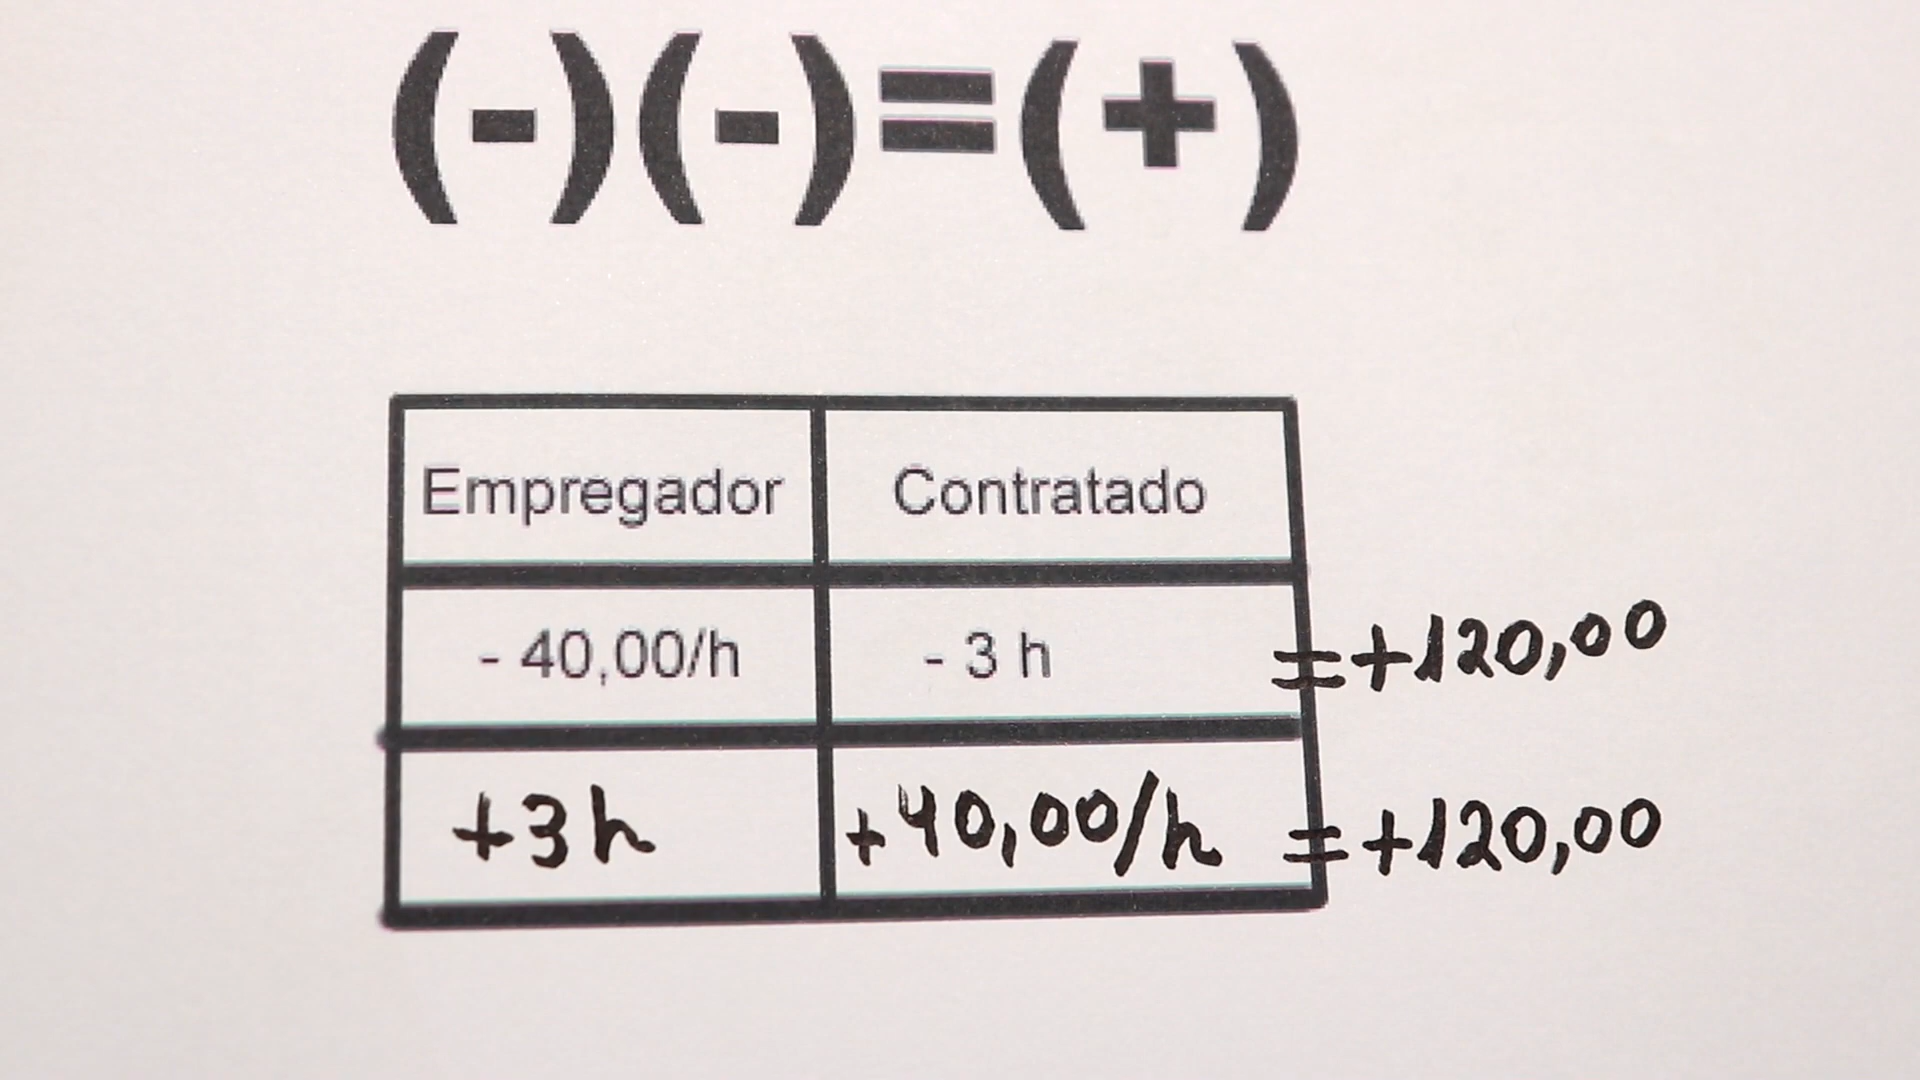 (-)(-)=(+)
Empregador Contratado
- 40,00/h - 3 h =+120,00
+3h +40,00/h =+120,00